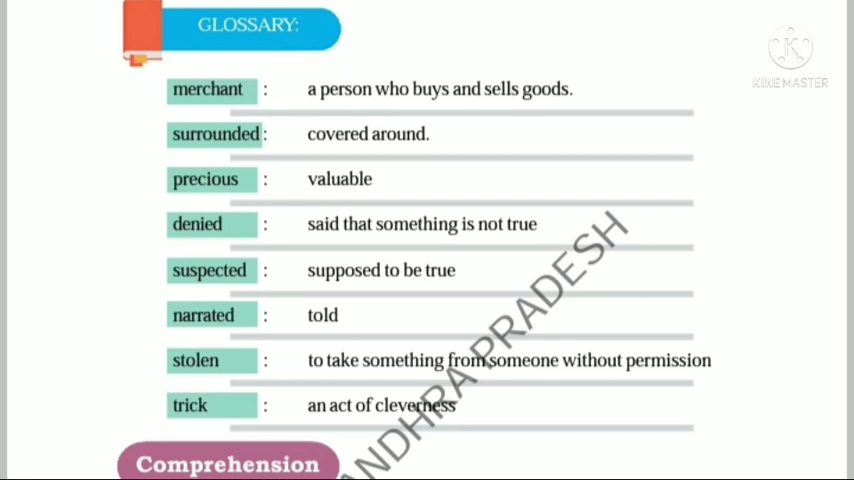 GLOSSARY:
KINEMASTER
merchant : a person who buys and sells goods.
surrounded : covered around.
precious : valuable
denied : said that something is not true
suspected : supposed to be true
narrated : told
stolen : to take something from someone without permission
trick : an act of cleverness
ANDHRA PRADESH
Comprehension